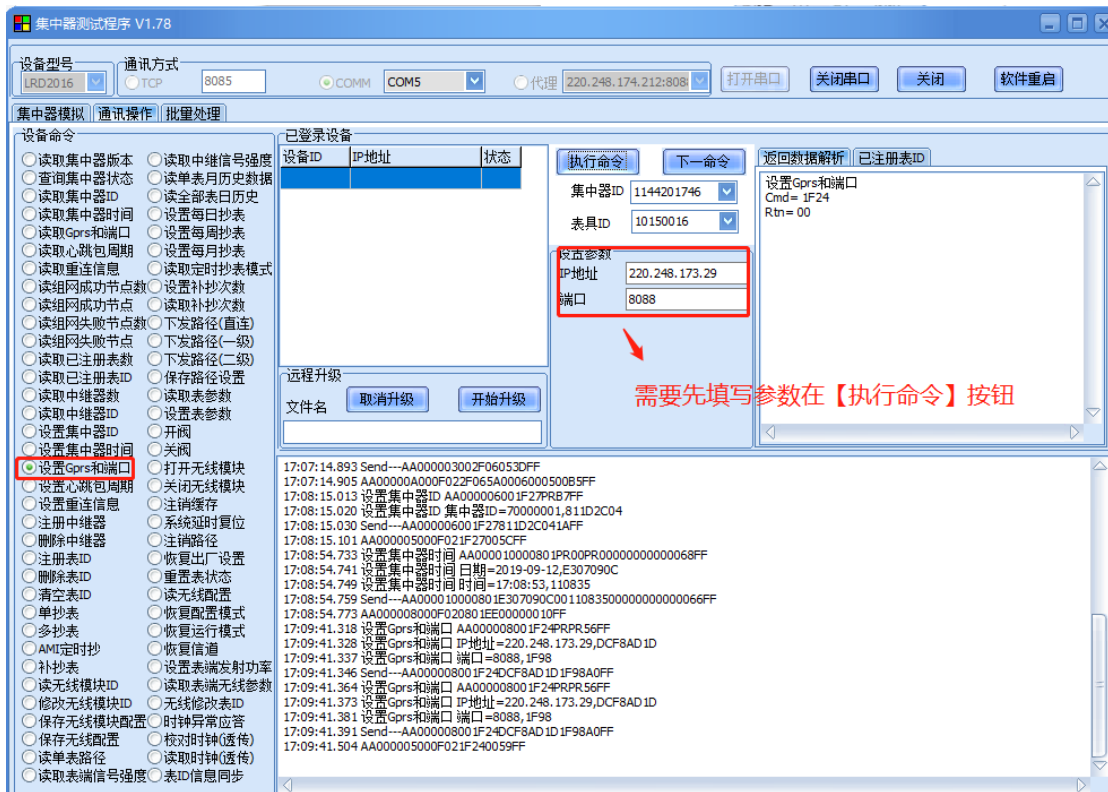 集中器测试程序 V1.78
设备型号 通讯方式
LRD2016 TCP 8085 COMM COM5 代理 220.248.174.212:808 打开串口 关闭串口 关闭 软件重启
集中器模拟 通讯操作 批量处理
设备命令
读取集中器版本 读取中继信号强度
查询集中器状态 读单表月历史数据
读取集中器ID 读全部表日历史
读取集中器时间 设置每日抄表
读取Gprs和端口 设置每周抄表
读取心跳包周期 设置每月抄表
读取重连信息 读取定时抄表模式
读组网成功节点数 设置补抄次数
读组网成功节点 读取补抄次数
读组网失败节点数 下发路径(直连)
读组网失败节点 下发路径(一级)
读取已注册表数 下发路径(二级)
读取已注册表ID 保存路径设置
读取中继器数 读取表参数
读取中继器ID 设置表参数
设置集中器ID 开阀
设置集中器时间 关阀
设置Gprs和端口 打开无线模块
设置心跳包周期 关闭无线模块
设置重连信息 注销缓存
注册中继器 系统延时复位
删除中继器 注销路径
注册表ID 恢复出厂设置
删除表ID 重置表状态
清空表ID 读无线配置
单抄表 恢复配置模式
多抄表 恢复运行模式
AMI定时抄 恢复信道
补抄表 设置表端发射功率
读无线模块ID 读取表端无线参数
修改无线模块ID 无线修改表ID
保存无线模块配置 时钟异常应答
保存无线配置 校对时钟(透传)
读单表路径 读取时钟(透传)
读取表端信号强度 表ID信息同步
已登录设备
设备ID IP地址 状态
执行命令 下一命令
集中器ID 1144201746
表具ID 10150016
设置参数
IP地址 220.248.173.29
端口 8088
返回数据解析 已注册表ID
设置Gprs和端口
Cmd= 1F24
Rtn= 00
需要先填写参数在【执行命令】按钮
远程升级
文件名 取消升级 开始升级
17:07:14.893 Send---AA000003002F06053DFF
17:07:14.905 AA00000A000F022F065A0006000500B5FF
17:08:15.013 设置集中器ID AA000006001F27PRB7FF
17:08:15.020 设置集中器ID 集中器ID=70000001,811D2C04
17:08:15.030 Send---AA000006001F27811D2C041AFF
17:08:15.101 AA000005000F021F27005CFF
17:08:54.733 设置集中器时间 AA000010000801PR00PR00000000000068FF
17:08:54.741 设置集中器时间 日期=2019-09-12,E307090C
17:08:54.749 设置集中器时间 时间=17:08:53,110835
17:08:54.759 Send---AA000010000801E307090C0011083500000000000066FF
17:08:54.773 AA000008000F020801EE00000010FF
17:09:41.318 设置Gprs和端口 AA000008001F24PRPR56FF
17:09:41.328 设置Gprs和端口 IP地址=220.248.173.29,DCF8AD1D
17:09:41.337 设置Gprs和端口 端口=8088,1F98
17:09:41.346 Send---AA000008001F24DCF8AD1D1F98A0FF
17:09:41.364 设置Gprs和端口 AA000008001F24PRPR56FF
17:09:41.373 设置Gprs和端口 IP地址=220.248.173.29,DCF8AD1D
17:09:41.381 设置Gprs和端口 端口=8088,1F98
17:09:41.391 Send---AA000008001F24DCF8AD1D1F98A0FF
17:09:41.504 AA000005000F021F240059FF